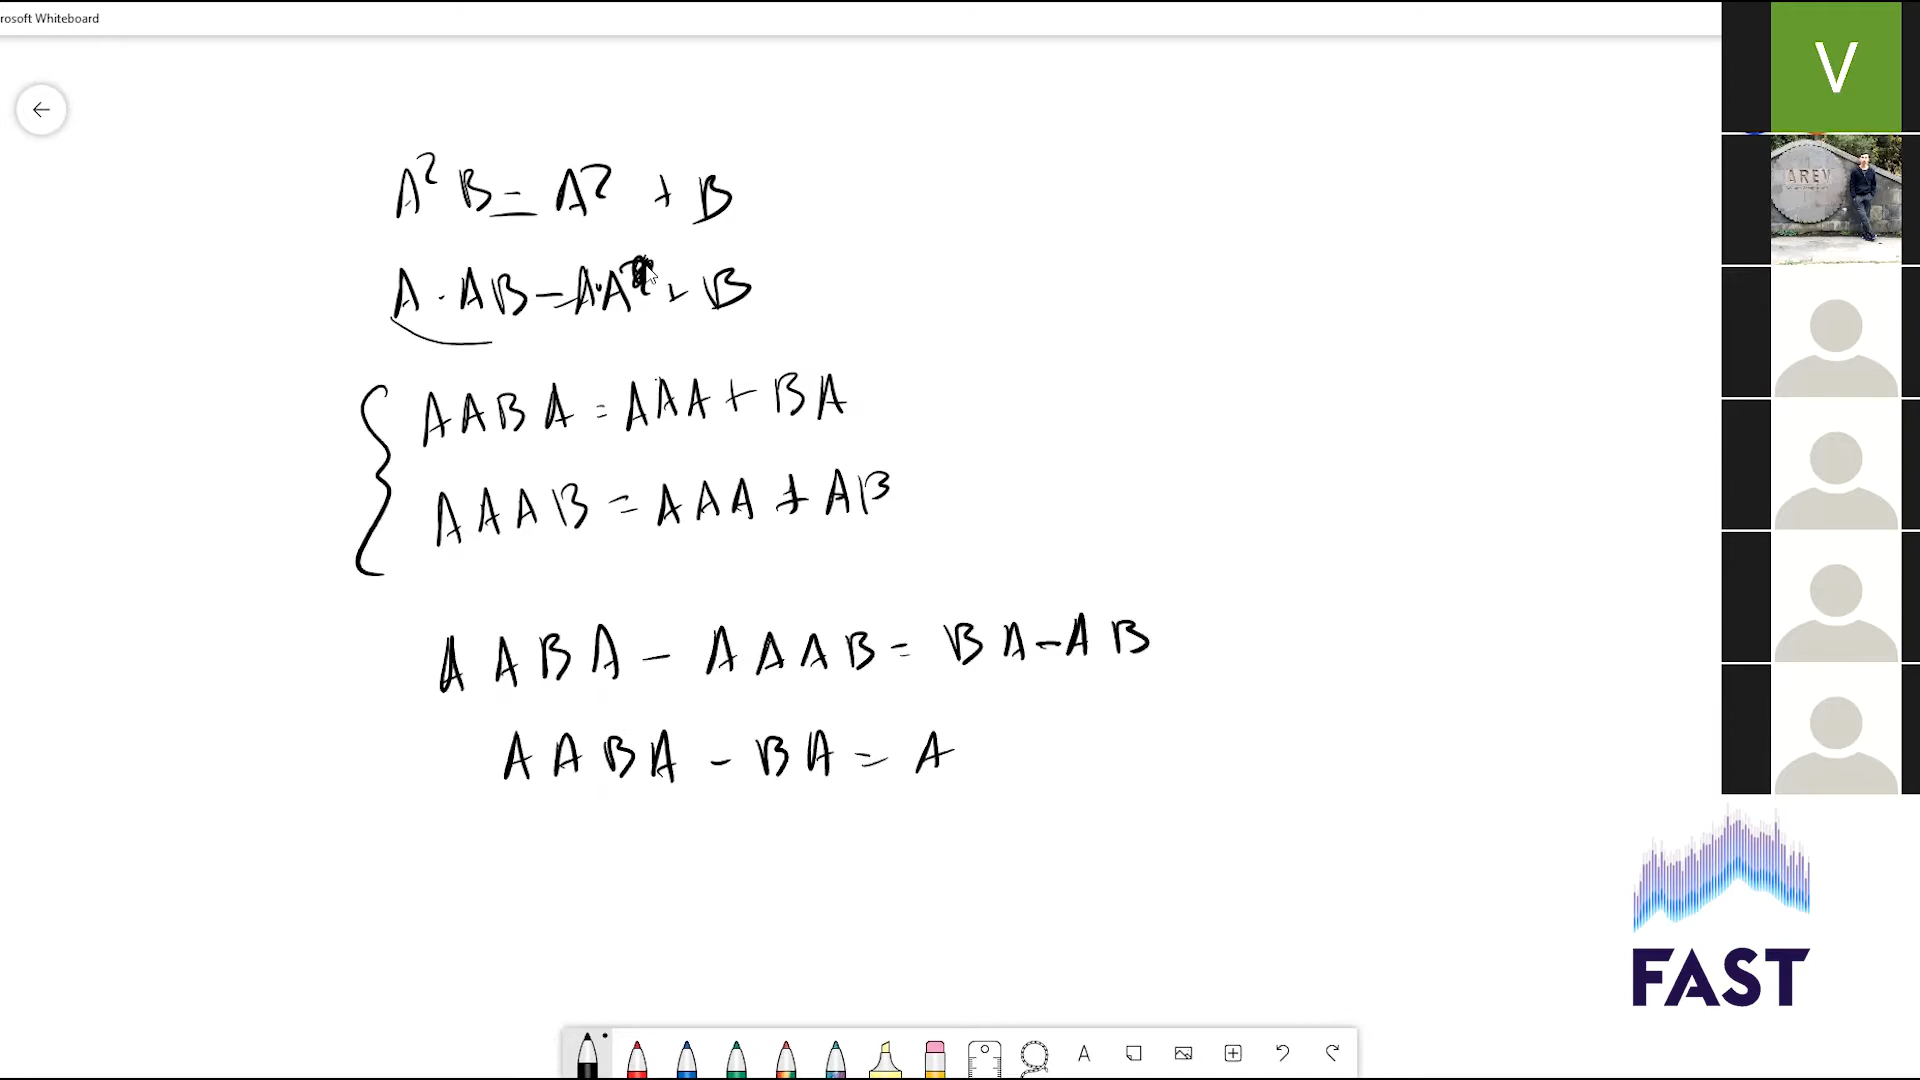 rosoft Whiteboard
V
AREV
A² B = A² + B
A · AB = A·A + B
AABA = AAA + BA
AAAB = AAA + AB
AABA - AAAB = BA - AB
AABA - BA = A
FAST
A